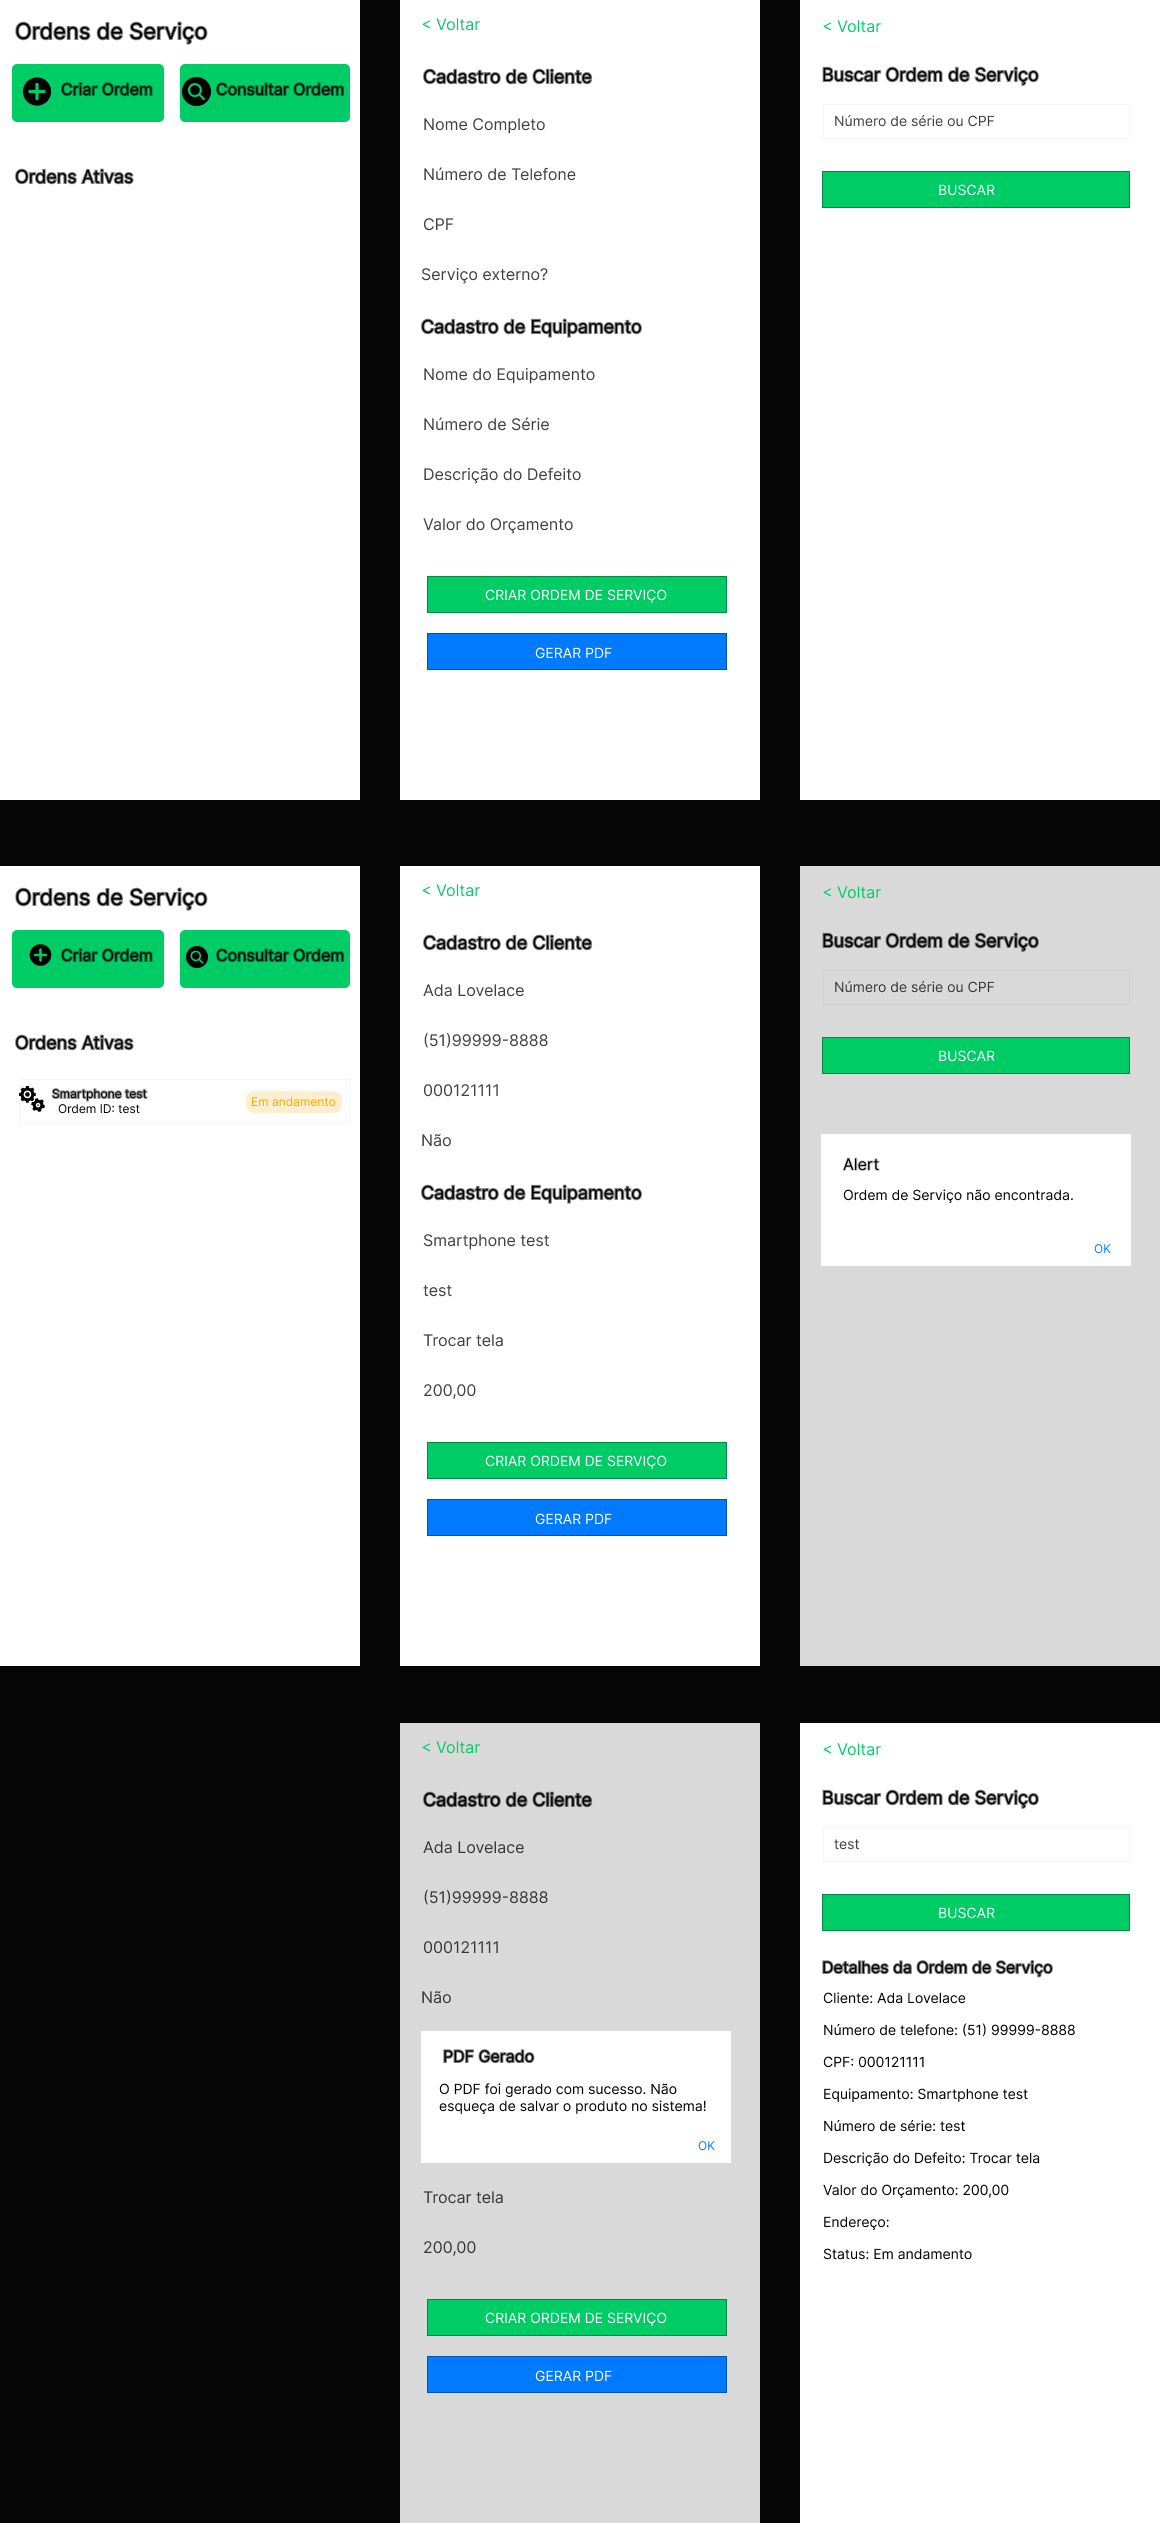 Ordens de Serviço
Criar Ordem
Consultar Ordem
Ordens Ativas
< Voltar
Cadastro de Cliente
Nome Completo
Número de Telefone
CPF
Serviço externo?
Cadastro de Equipamento
Nome do Equipamento
Número de Série
Descrição do Defeito
Valor do Orçamento
CRIAR ORDEM DE SERVIÇO
GERAR PDF
< Voltar
Buscar Ordem de Serviço
Número de série ou CPF
BUSCAR
Ordens de Serviço
Criar Ordem
Consultar Ordem
Ordens Ativas
Smartphone test
Ordem ID: test
Em andamento
< Voltar
Cadastro de Cliente
Ada Lovelace
(51)99999-8888
000121111
Não
Cadastro de Equipamento
Smartphone test
test
Trocar tela
200,00
CRIAR ORDEM DE SERVIÇO
GERAR PDF
< Voltar
Buscar Ordem de Serviço
Número de série ou CPF
BUSCAR
Alert
Ordem de Serviço não encontrada.
OK
< Voltar
Cadastro de Cliente
Ada Lovelace
(51)99999-8888
000121111
Não
PDF Gerado
O PDF foi gerado com sucesso. Não
esqueça de salvar o produto no sistema!
OK
Trocar tela
200,00
CRIAR ORDEM DE SERVIÇO
GERAR PDF
< Voltar
Buscar Ordem de Serviço
test
BUSCAR
Detalhes da Ordem de Serviço
Cliente: Ada Lovelace
Número de telefone: (51) 99999-8888
CPF: 000121111
Equipamento: Smartphone test
Número de série: test
Descrição do Defeito: Trocar tela
Valor do Orçamento: 200,00
Endereço:
Status: Em andamento